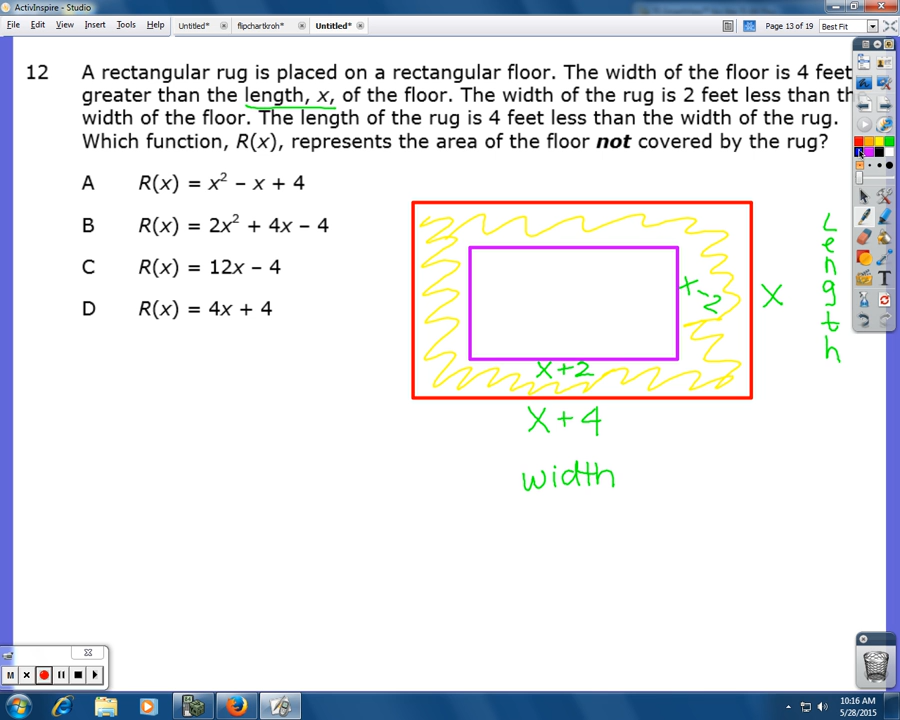 ActivInspire - Studio
File Edit View Insert Tools Help
Untitled* flipchartkroh* Untitled*
Page 13 of 19 Best Fit
12 A rectangular rug is placed on a rectangular floor. The width of the floor is 4 feet
greater than the length, x, of the floor. The width of the rug is 2 feet less than th
width of the floor. The length of the rug is 4 feet less than the width of the rug.
Which function, R(x), represents the area of the floor not covered by the rug?
A R(x) = x² – x + 4
B R(x) = 2x² + 4x – 4
C R(x) = 12x – 4
D R(x) = 4x + 4
x-2
x
Length
x+2
x+4
width
T
M
10:16 AM
5/28/2015